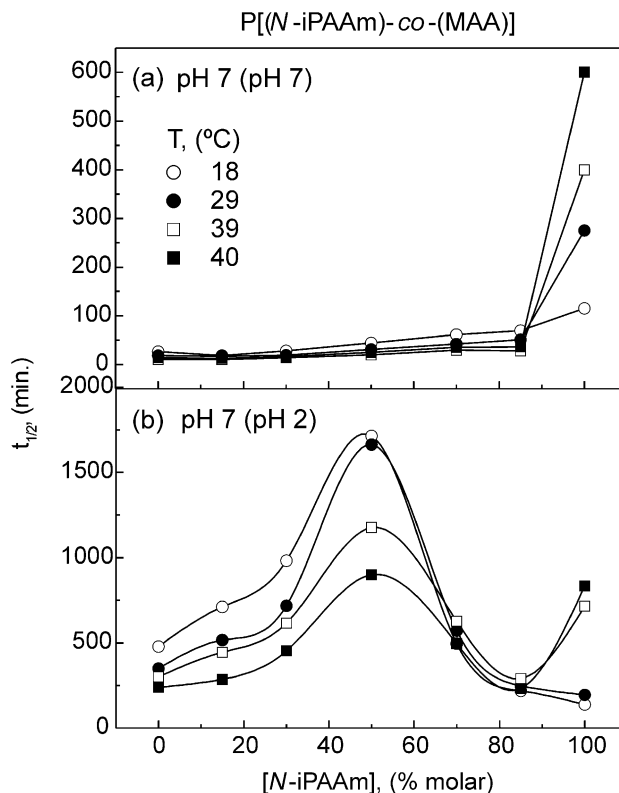 P[(N-iPAAm)-co-(MAA)]
(a) pH 7 (pH 7)
T, (ºC)
18
29
39
40
600
500
400
300
200
100
0
t1/2, (min.)
(b) pH 7 (pH 2)
2000
1500
1000
500
0
0 20 40 60 80 100
[N-iPAAm], (% molar)